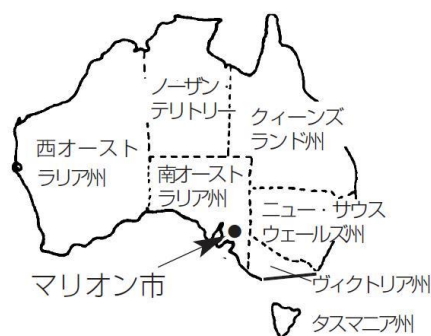 ノーザン・
テリトリー
クィーンズ
ランド州
西オースト
ラリア州
南オースト
ラリア州
ニュー・サウス
ウェールズ州
マリオン市
ヴィクトリア州
タスマニア州